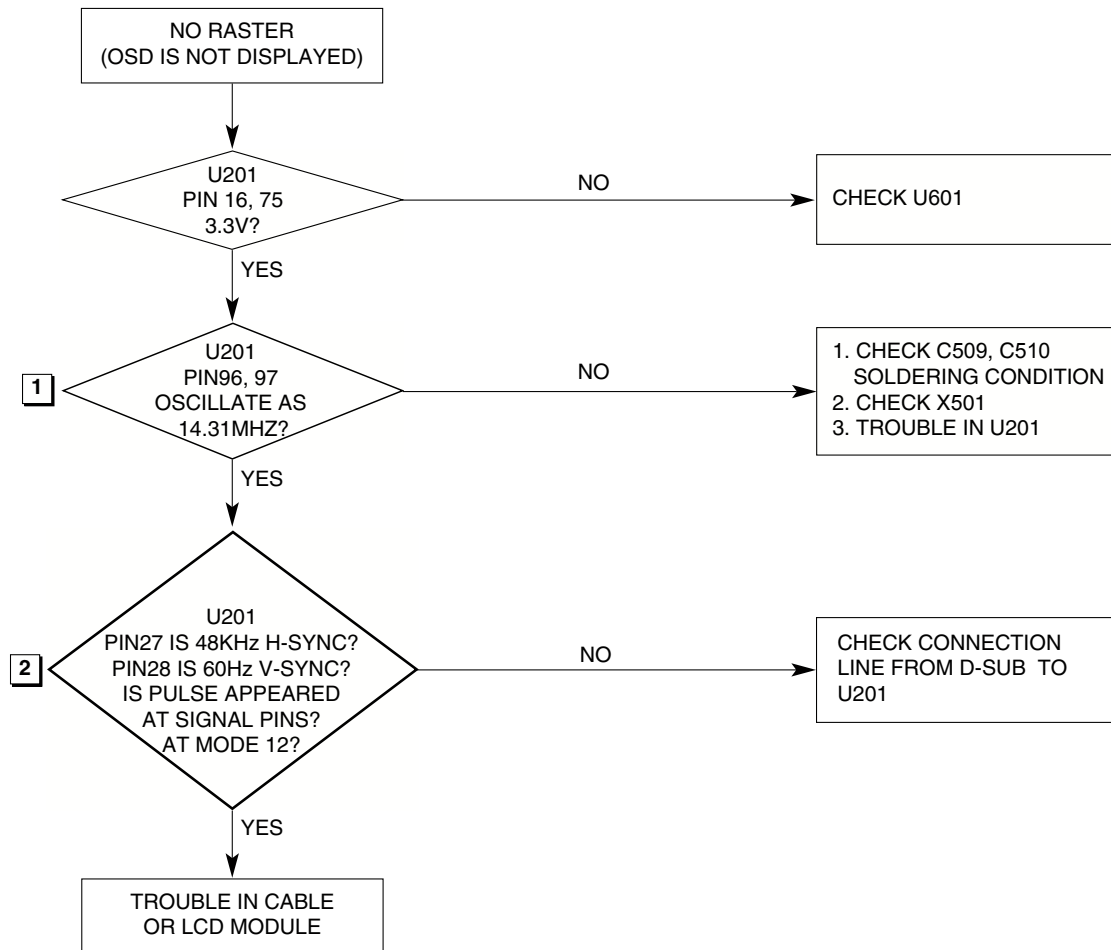 NO RASTER
(OSD IS NOT DISPLAYED)
U201
PIN 16, 75
3.3V?
NO
CHECK U601
YES
1
U201
PIN96, 97
OSCILLATE AS
14.31MHZ?
NO
1. CHECK C509, C510
SOLDERING CONDITION
2. CHECK X501
3. TROUBLE IN U201
YES
2
U201
PIN27 IS 48KHz H-SYNC?
PIN28 IS 60Hz V-SYNC?
IS PULSE APPEARED
AT SIGNAL PINS?
AT MODE 12?
NO
CHECK CONNECTION
LINE FROM D-SUB TO
U201
YES
TROUBLE IN CABLE
OR LCD MODULE